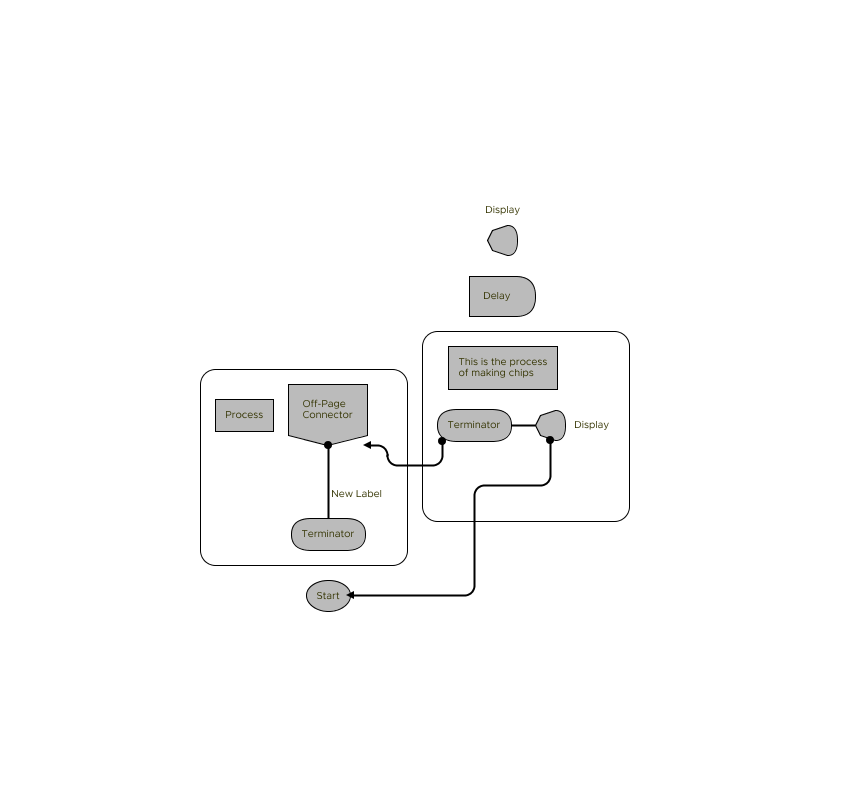 Display
Delay
This is the process
of making chips
Off-Page
Connector
Process
Terminator
Display
New Label
Terminator
Start